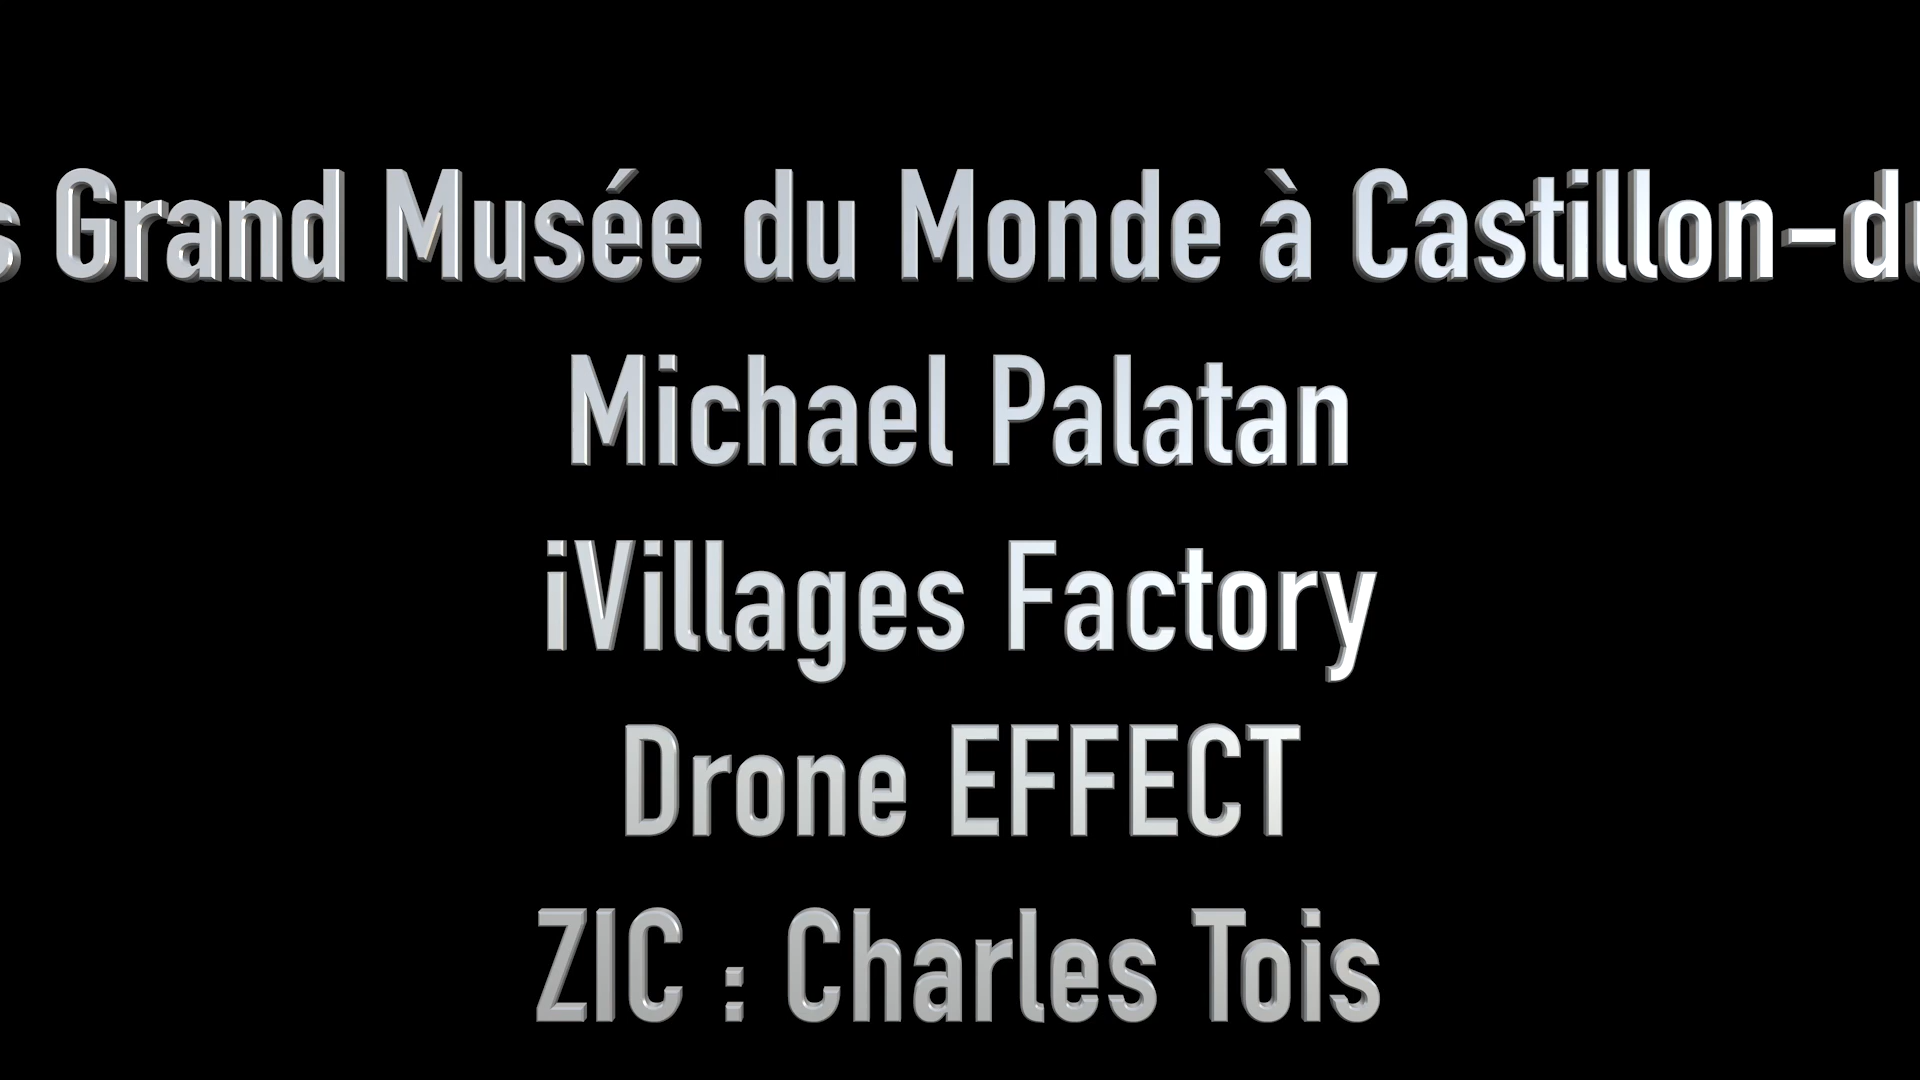 s Grand Musée du Monde à Castillon-du
Michael Palatan
iVillages Factory
Drone EFFECT
ZIC : Charles Tois